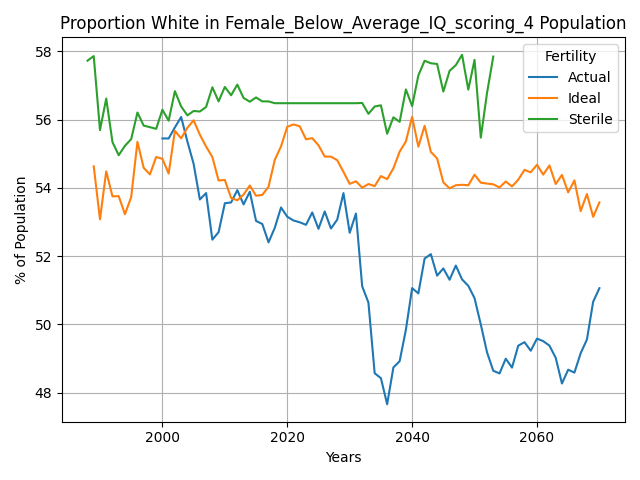 Proportion White in Female_Below_Average_IQ_scoring_4 Population
% of Population
58
56
54
52
50
48
Fertility
Actual
Ideal
Sterile
2000
2020
2040
2060
Years